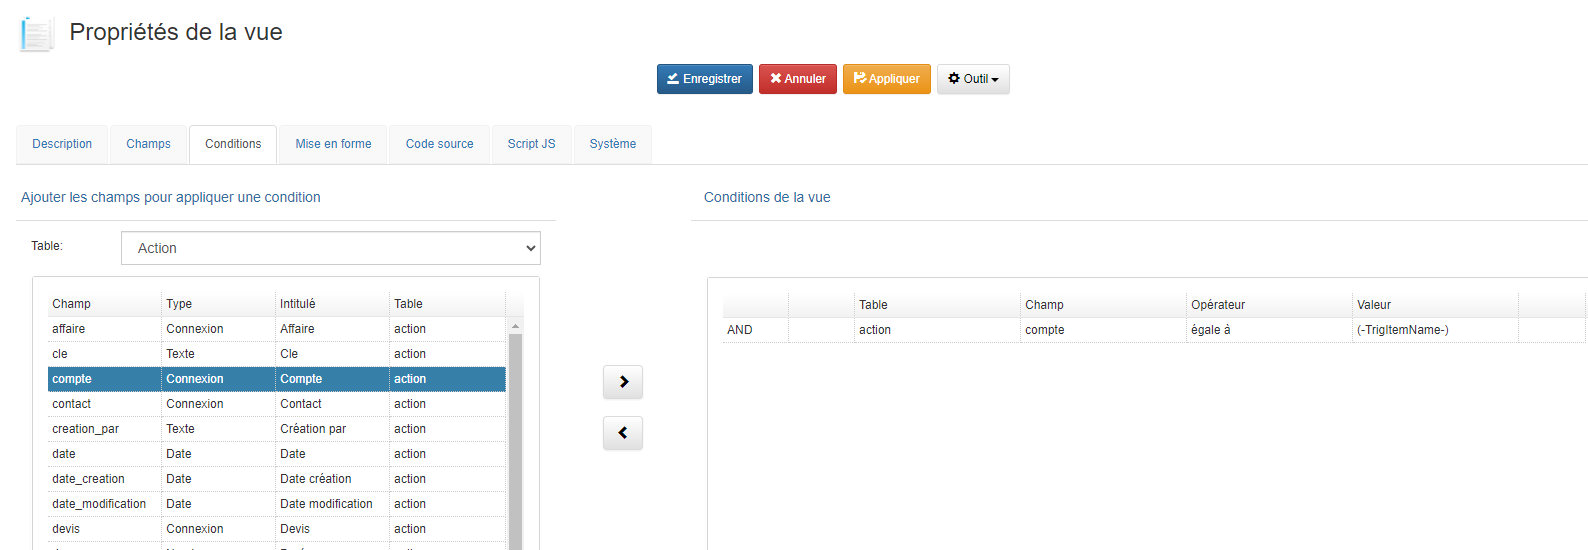 Propriétés de la vue
Enregistrer Annuler Appliquer Outil
Description Champs Conditions Mise en forme Code source Script JS Système
Ajouter les champs pour appliquer une condition
Table: Action
Champ Type Intitulé Table
affaire Connexion Affaire action
cle Texte Cle action
compte Connexion Compte action
contact Connexion Contact action
creation_par Texte Création par action
date Date Date action
date_creation Date Date création action
date_modification Date Date modification action
devis Connexion Devis action
Conditions de la vue
Table Champ Opérateur Valeur
AND action compte égale à (-TrigItemName-)